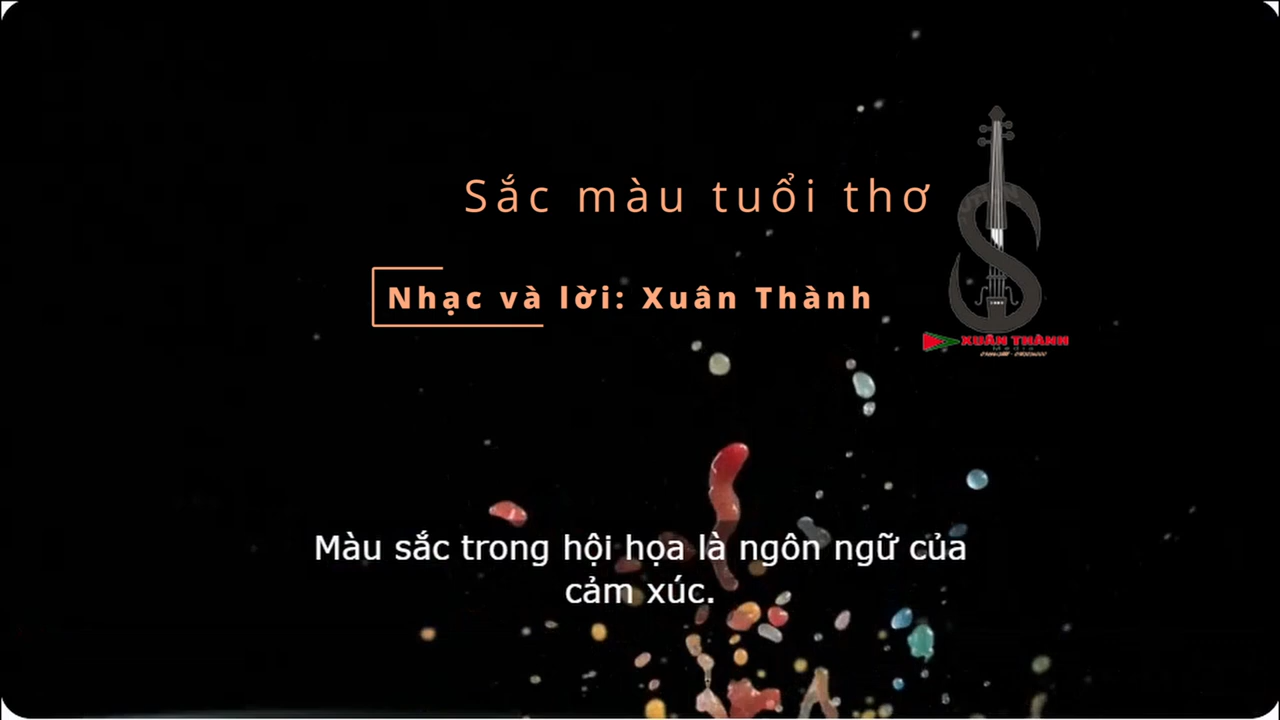 Sắc màu tuổi thơ
Nhạc và lời: Xuân Thành
XUÂN THÀNH
Media
Màu sắc trong hội họa là ngôn ngữ của
cảm xúc.